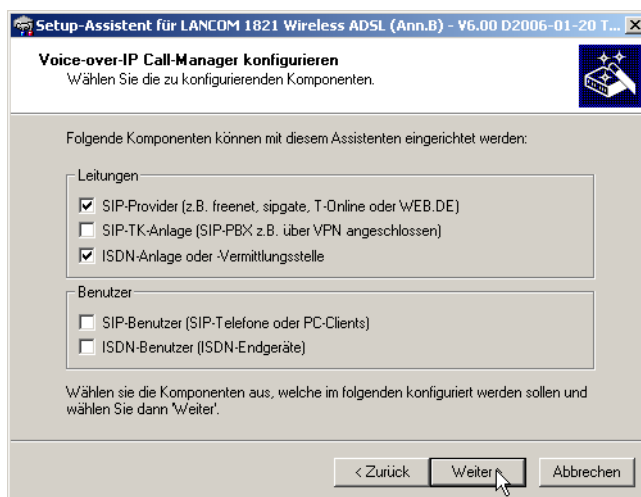 Setup-Assistent für LANCOM 1821 Wireless ADSL (Ann.B) - V6.00 D2006-01-20 T...
Voice-over-IP Call-Manager konfigurieren
Wählen Sie die zu konfigurierenden Komponenten.
Folgende Komponenten können mit diesem Assistenten eingerichtet werden:
Leitungen
SIP-Provider (z.B. freenet, sipgate, T-Online oder WEB.DE)
SIP-TK-Anlage (SIP-PBX z.B. über VPN angeschlossen)
ISDN-Anlage oder -Vermittlungsstelle
Benutzer
SIP-Benutzer (SIP-Telefone oder PC-Clients)
ISDN-Benutzer (ISDN-Endgeräte)
Wählen sie die Komponenten aus, welche im folgenden konfiguriert werden sollen und
wählen Sie dann 'Weiter'.
< Zurück Weiter > Abbrechen